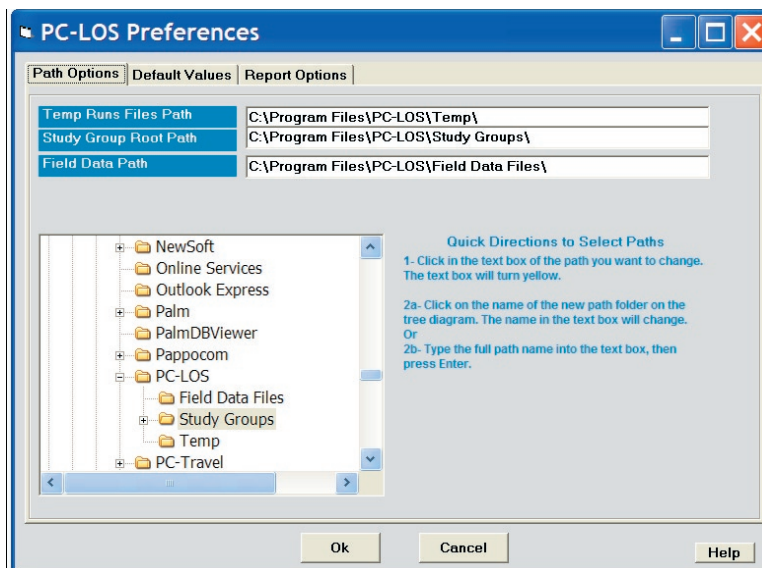 PC-LOS Preferences
Path Options Default Values Report Options
Temp Runs Files Path C:\Program Files\PC-LOS\Temp\
Study Group Root Path C:\Program Files\PC-LOS\Study Groups\
Field Data Path C:\Program Files\PC-LOS\Field Data Files\
NewSoft
Online Services
Outlook Express
Palm
PalmDBViewer
Pappocom
PC-LOS
Field Data Files
Study Groups
Temp
PC-Travel
Quick Directions to Select Paths
1- Click in the text box of the path you want to change.
The text box will turn yellow.
2a- Click on the name of the new path folder on the
tree diagram. The name in the text box will change.
Or
2b- Type the full path name into the text box, then
press Enter.
Ok Cancel Help